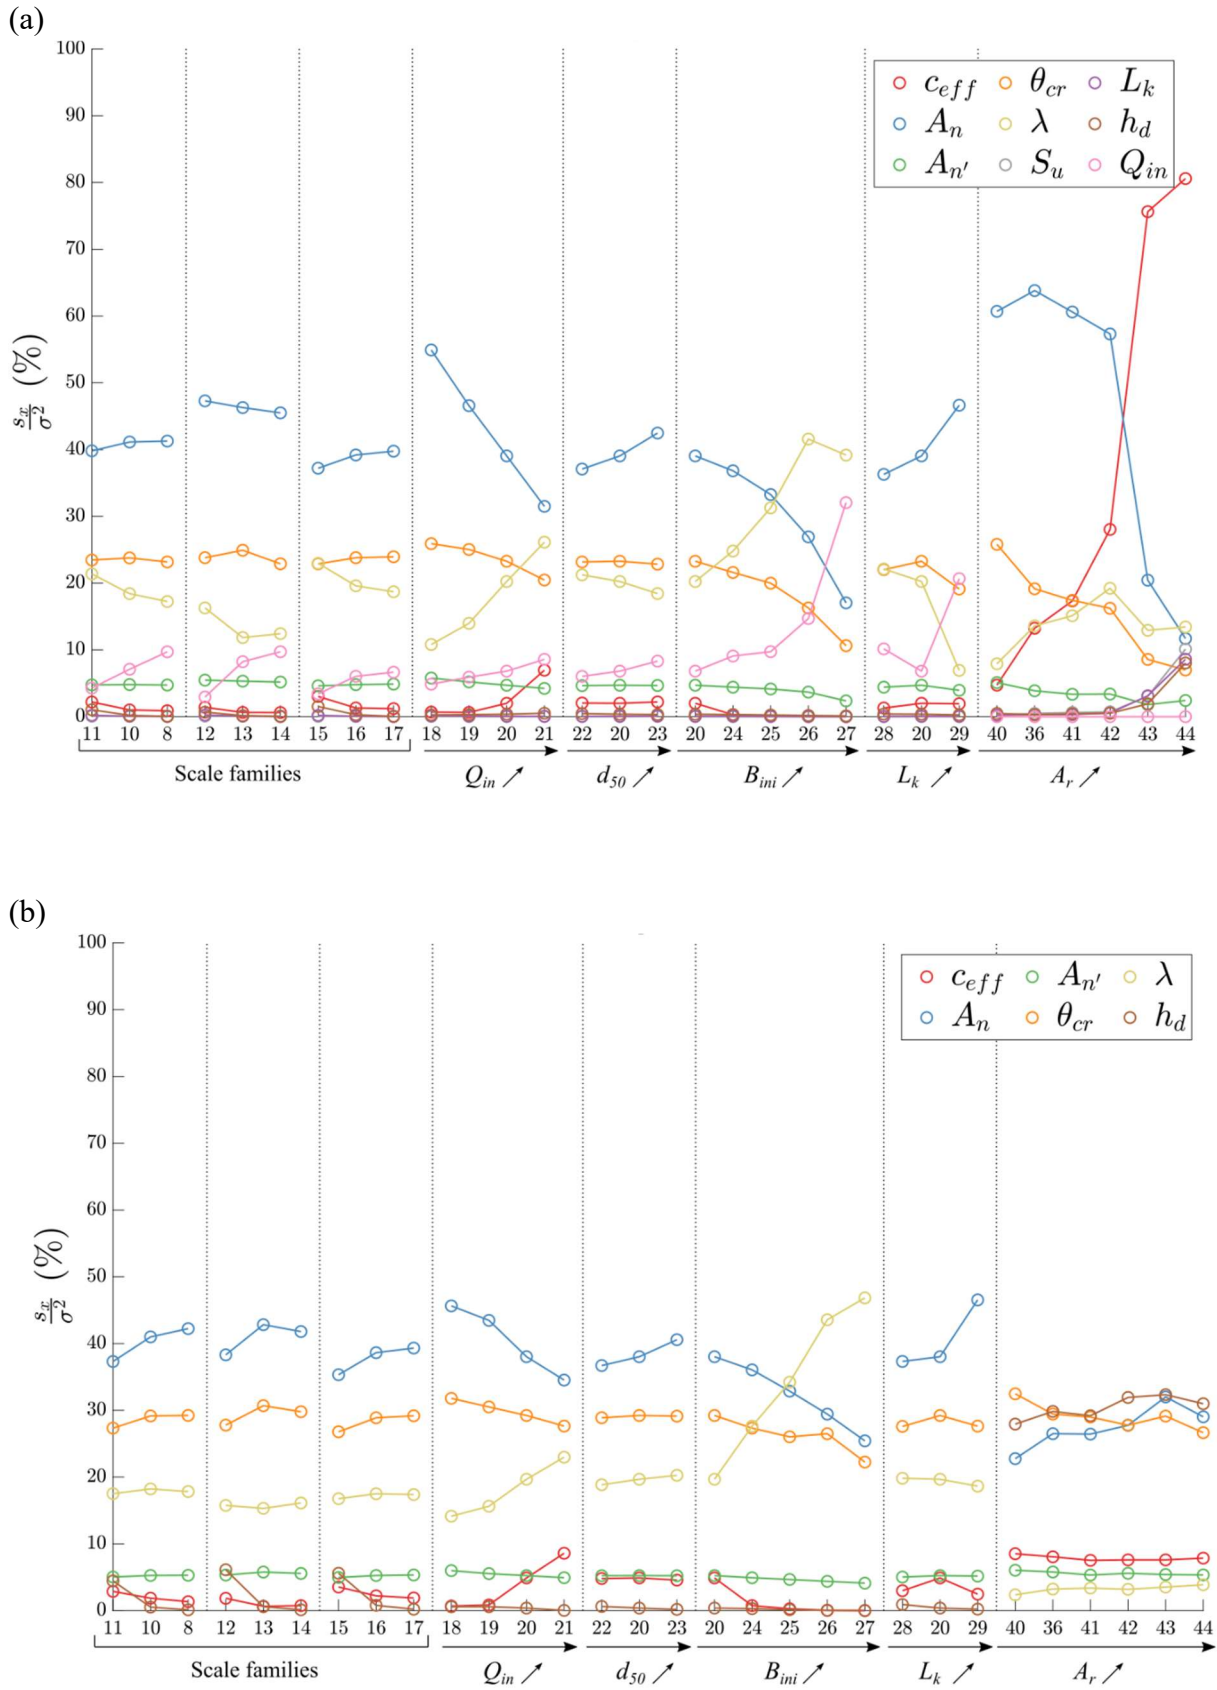 (a)
100
90
80
70
60
50
40
30
20
10
0
s_x/σ² (%)
c_eff θ_cr L_k
A_n λ h_d
A_n' S_u Q_in
11 10 8 12 13 14 15 16 17 18 19 20 21 22 20 23 20 24 25 26 27 28 20 29 40 36 41 42 43 44
Scale families Q_in ↗ d_50 ↗ B_ini ↗ L_k ↗ A_r ↗
(b)
100
90
80
70
60
50
40
30
20
10
0
s_x/σ² (%)
c_eff A_n' λ
A_n θ_cr h_d
11 10 8 12 13 14 15 16 17 18 19 20 21 22 20 23 20 24 25 26 27 28 20 29 40 36 41 42 43 44
Scale families Q_in ↗ d_50 ↗ B_ini ↗ L_k ↗ A_r ↗